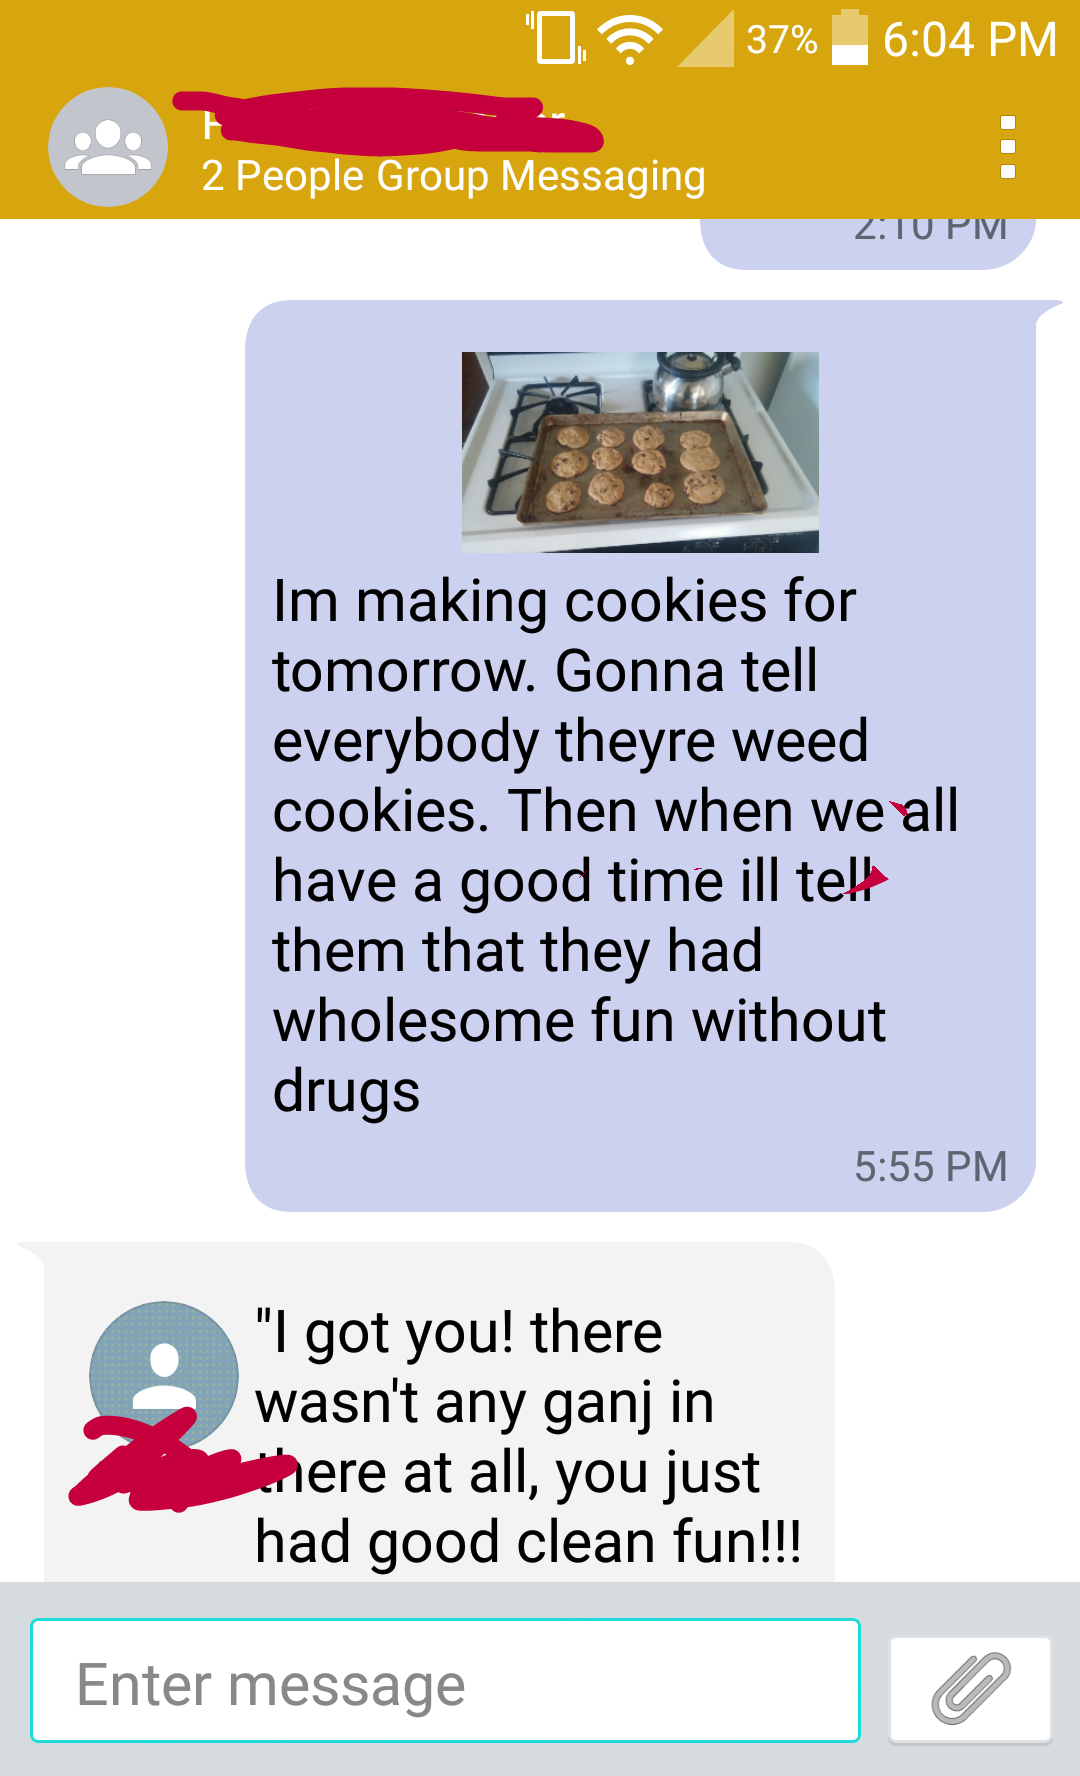 37% 6:04 PM
2 People Group Messaging
2:10 PM
Im making cookies for
tomorrow. Gonna tell
everybody theyre weed
cookies. Then when we all
have a good time ill tell
them that they had
wholesome fun without
drugs
5:55 PM
"I got you! there
wasn't any ganj in
there at all, you just
had good clean fun!!!
Enter message